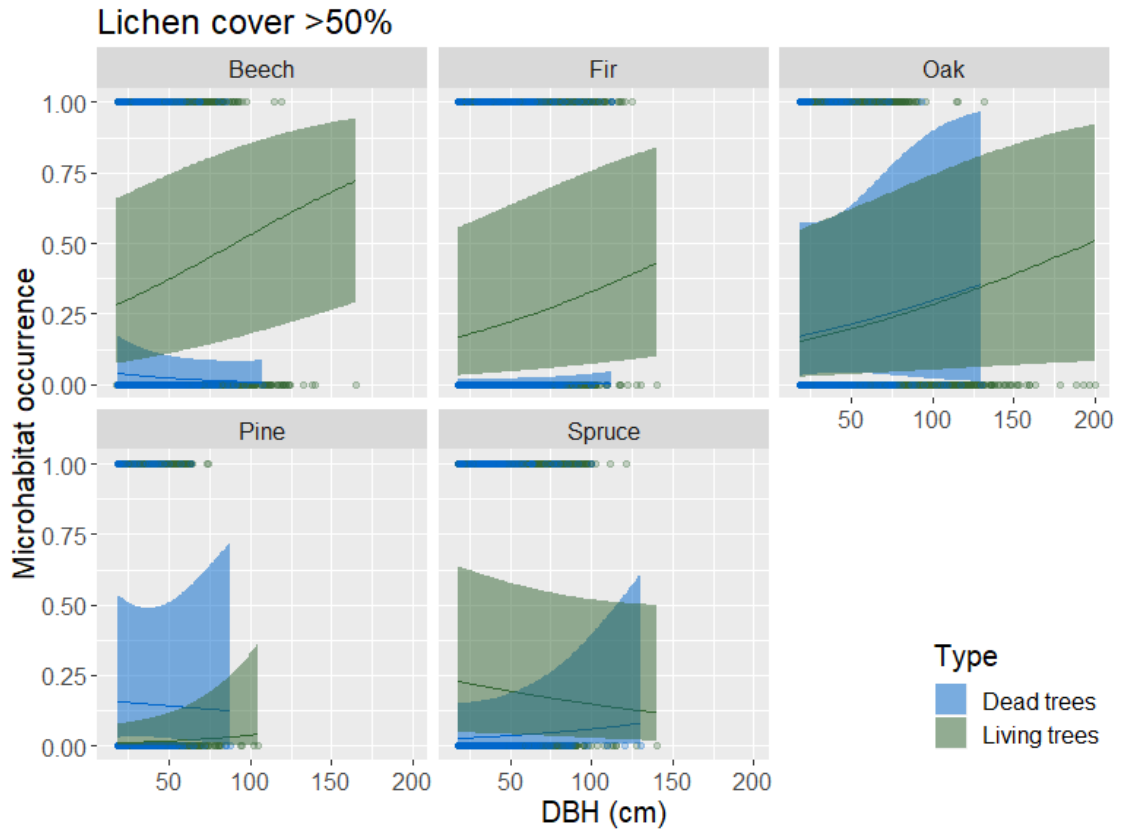 Lichen cover >50%
Beech Fir Oak
1.00
0.75
0.50
0.25
0.00
50 100 150 200
Pine Spruce
1.00
0.75
0.50
0.25
0.00
50 100 150 200 50 100 150 200
Microhabitat occurrence
DBH (cm)
Type
Dead trees
Living trees